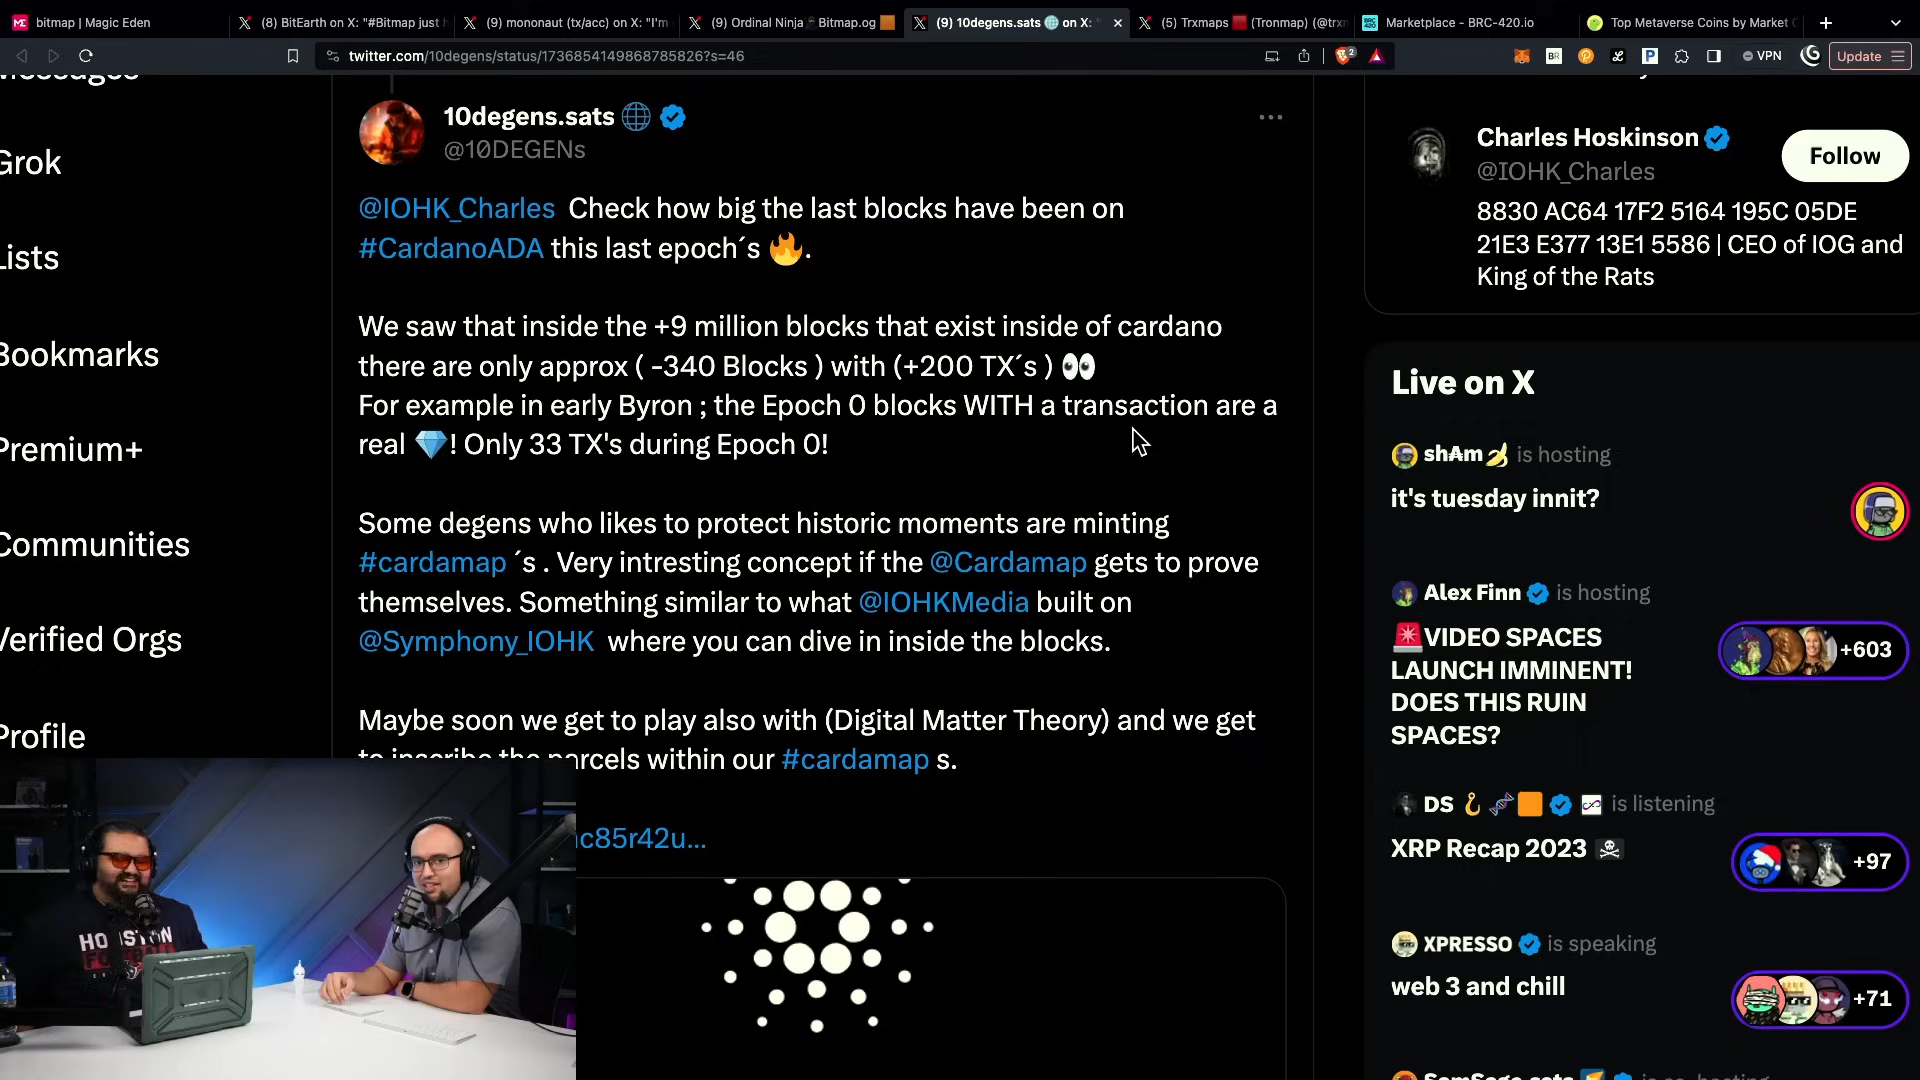 bitmap | Magic Eden
(8) BitEarth on X: "#Bitmap just h
(9) mononaut (tx/acc) on X: "I'm
(9) Ordinal Ninja Bitmap.og 🟧
(9) 10degens.sats 🌐 on X: "
(5) Trxmaps 🟥 (Tronmap) (@trxm
Marketplace - BRC-420.io
Top Metaverse Coins by Market C
twitter.com/10degens/status/1736854149868785826?s=46
VPN
Update
Messages
Grok
Lists
Bookmarks
Premium+
Communities
Verified Orgs
Profile
10degens.sats 🌐
@10DEGENs
@IOHK_Charles Check how big the last blocks have been on
#CardanoADA this last epoch´s 🔥.
We saw that inside the +9 million blocks that exist inside of cardano
there are only approx ( -340 Blocks ) with (+200 TX´s ) 👀
For example in early Byron ; the Epoch 0 blocks WITH a transaction are a
real 💎! Only 33 TX's during Epoch 0!
Some degens who likes to protect historic moments are minting
#cardamap ´s . Very intresting concept if the @Cardamap gets to prove
themselves. Something similar to what @IOHKMedia built on
@Symphony_IOHK where you can dive in inside the blocks.
Maybe soon we get to play also with (Digital Matter Theory) and we get
to inscribe the parcels within our #cardamap s.
c85r42u...
Charles Hoskinson
@IOHK_Charles
Follow
8830 AC64 17F2 5164 195C 05DE
21E3 E377 13E1 5586 | CEO of IOG and
King of the Rats
Live on X
shAm🍌 is hosting
it's tuesday innit?
Alex Finn is hosting
🚨VIDEO SPACES
LAUNCH IMMINENT!
DOES THIS RUIN
SPACES?
+603
DS 🪝🧬🟧 is listening
XRP Recap 2023 ☠
+97
XPRESSO is speaking
web 3 and chill
+71
HOUSTON